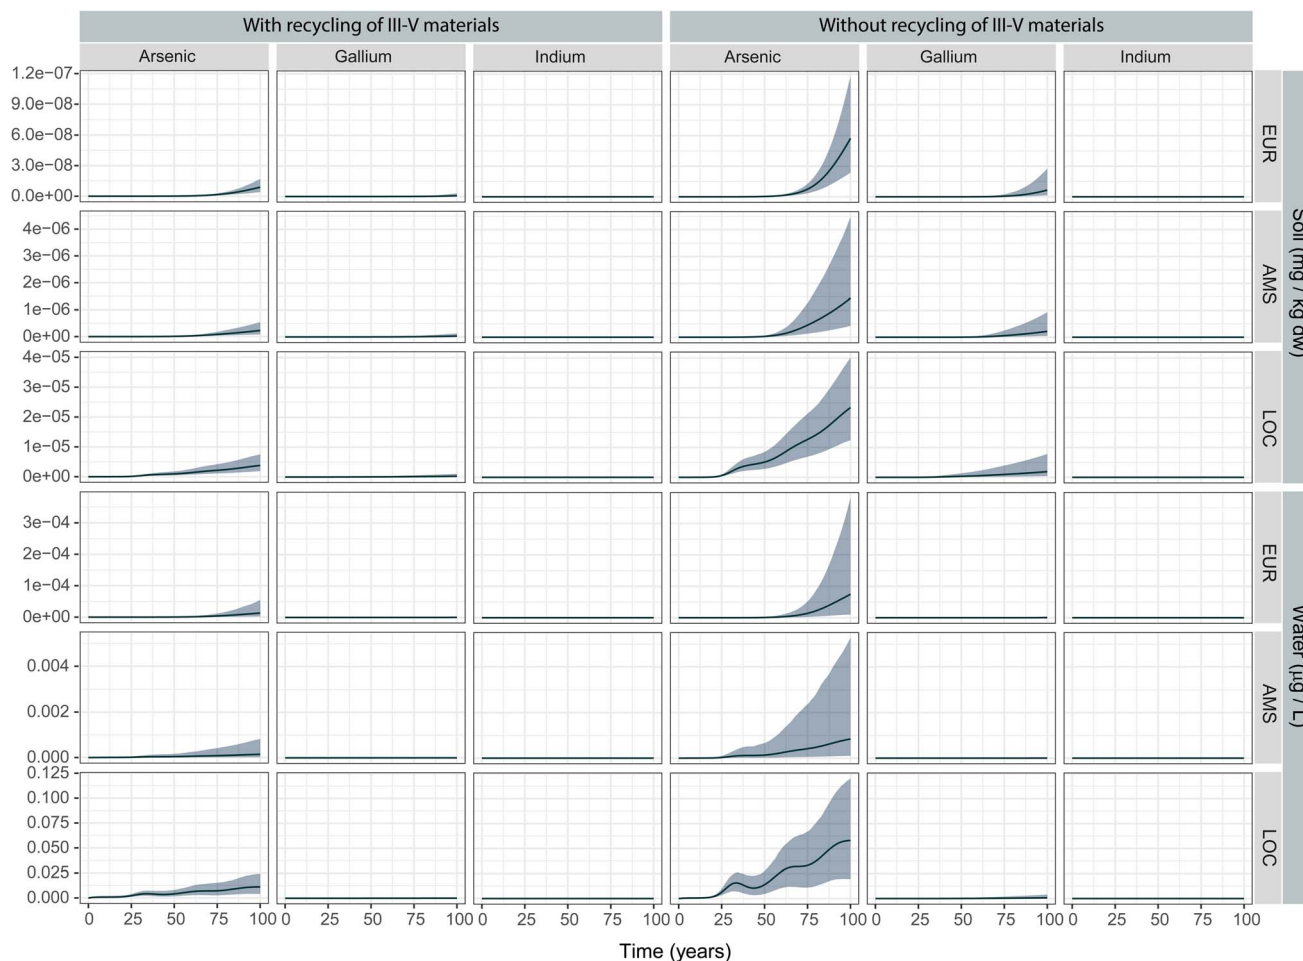 With recycling of III-V materials Without recycling of III-V materials
Arsenic Gallium Indium Arsenic Gallium Indium
1.2e−07
9.0e−08
6.0e−08
3.0e−08
0.0e+00
EUR
4e−06
3e−06
2e−06
1e−06
0e+00
AMS
4e−05
3e−05
2e−05
1e−05
0e+00
LOC
Soil (mg / kg dw)
3e−04
2e−04
1e−04
0e+00
EUR
0.004
0.002
0.000
AMS
0.125
0.100
0.075
0.050
0.025
0.000
LOC
Water (µg / L)
0 25 50 75 100 0 25 50 75 100 0 25 50 75 100 0 25 50 75 100 0 25 50 75 100 0 25 50 75 100
Time (years)